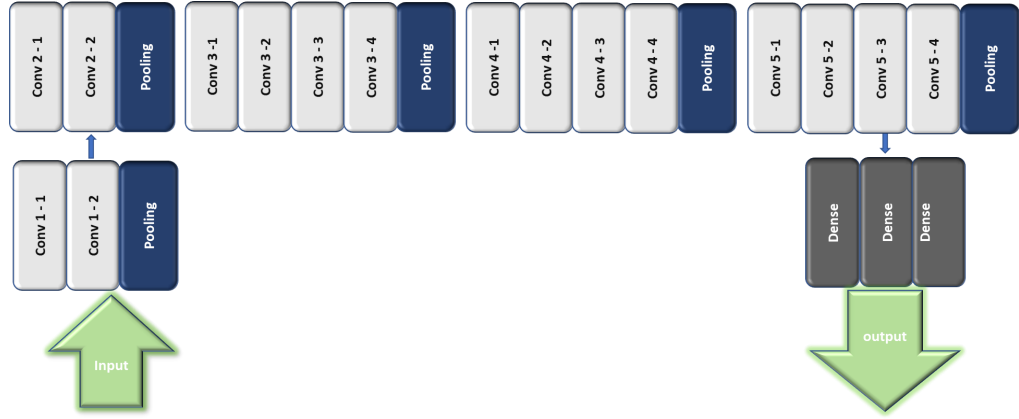 Conv 2 - 1
Conv 2 - 2
Pooling
Conv 3 -1
Conv 3 -2
Conv 3 - 3
Conv 3 - 4
Pooling
Conv 4 -1
Conv 4 -2
Conv 4 - 3
Conv 4 - 4
Pooling
Conv 5 -1
Conv 5 -2
Conv 5 - 3
Conv 5 - 4
Pooling
Conv 1 - 1
Conv 1 - 2
Pooling
Dense
Dense
Dense
Input
output